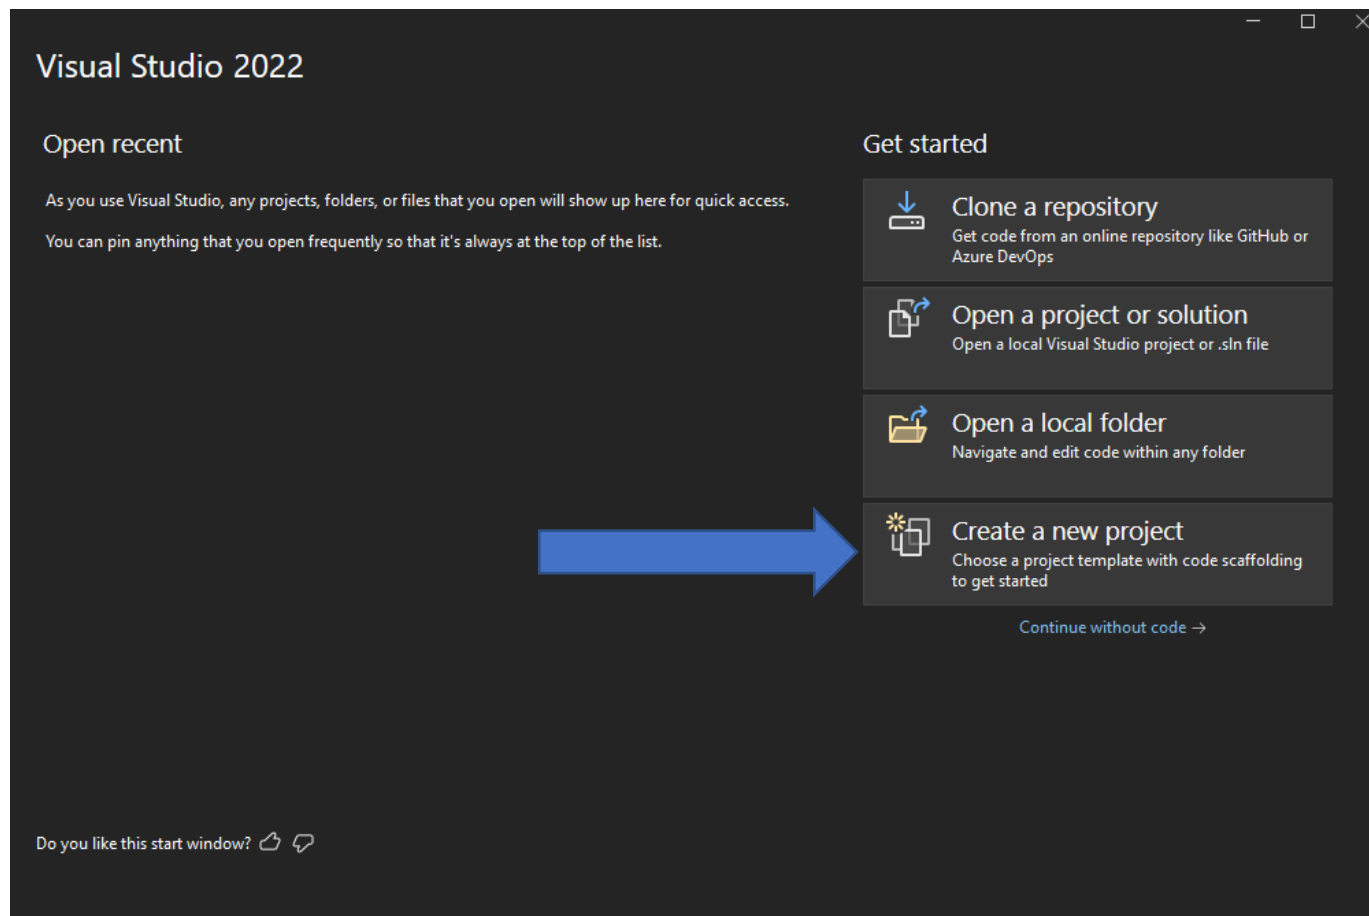 Visual Studio 2022
Open recent
As you use Visual Studio, any projects, folders, or files that you open will show up here for quick access.
You can pin anything that you open frequently so that it's always at the top of the list.
Get started
Clone a repository
Get code from an online repository like GitHub or
Azure DevOps
Open a project or solution
Open a local Visual Studio project or .sln file
Open a local folder
Navigate and edit code within any folder
Create a new project
Choose a project template with code scaffolding
to get started
Continue without code →
Do you like this start window?